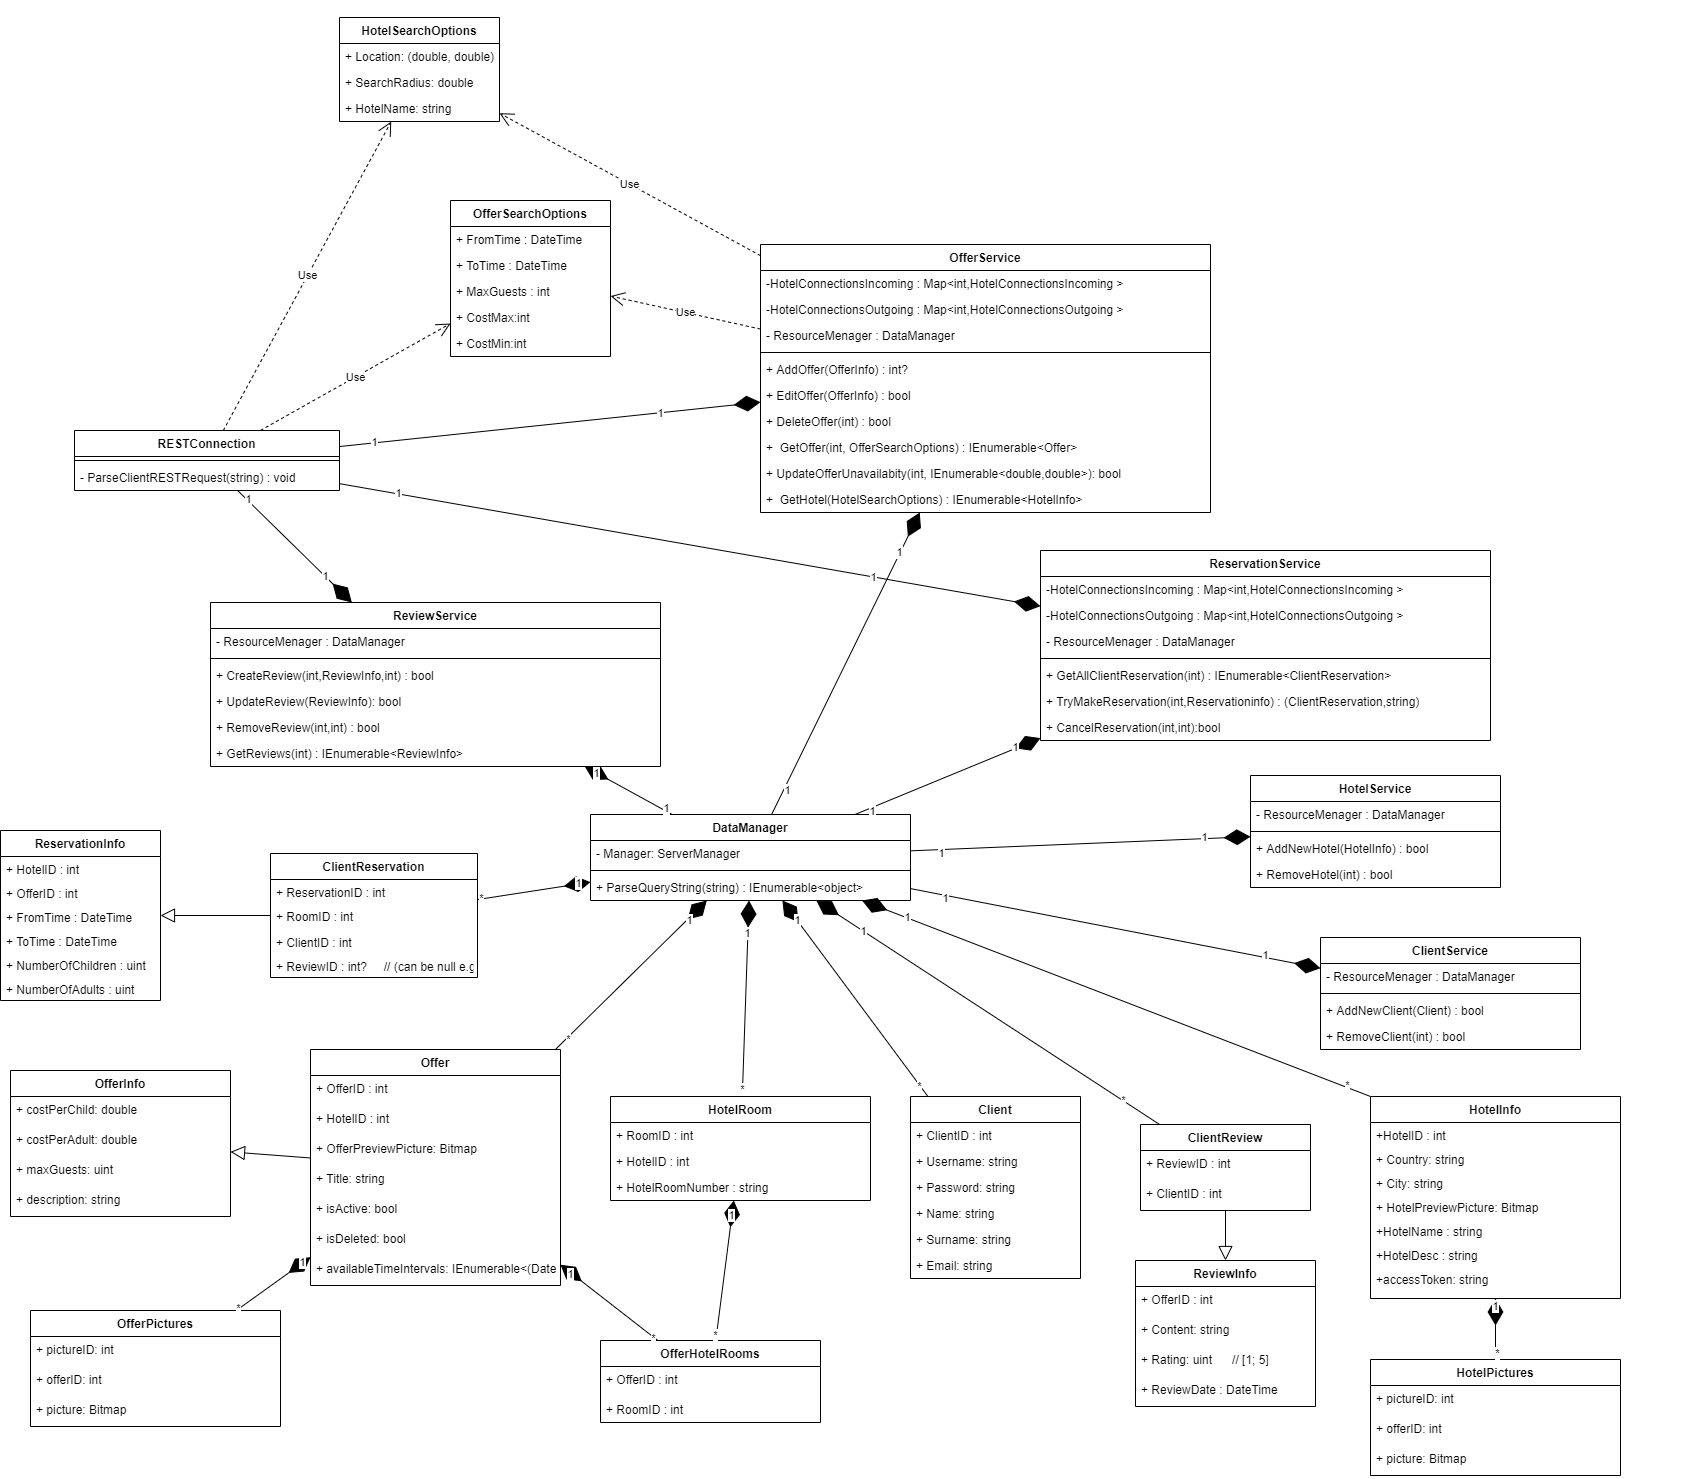 HotelSearchOptions
+ Location: (double, double)
+ SearchRadius: double
+ HotelName: string
Use
OfferSearchOptions
+ FromTime : DateTime
+ ToTime : DateTime
+ MaxGuests : int
+ CostMax:int
+ CostMin:int
Use
Use
Use
OfferService
-HotelConnectionsIncoming : Map<int,HotelConnectionsIncoming >
-HotelConnectionsOutgoing : Map<int,HotelConnectionsOutgoing >
- ResourceMenager : DataManager
+ AddOffer(OfferInfo) : int?
+ EditOffer(OfferInfo) : bool
+ DeleteOffer(int) : bool
+ GetOffer(int, OfferSearchOptions) : IEnumerable<Offer>
+ UpdateOfferUnavailabity(int, IEnumerable<double,double>): bool
+ GetHotel(HotelSearchOptions) : IEnumerable<HotelInfo>
1
1
RESTConnection
- ParseClientRESTRequest(string) : void
1
1
1
1
1
1
ReservationService
-HotelConnectionsIncoming : Map<int,HotelConnectionsIncoming >
-HotelConnectionsOutgoing : Map<int,HotelConnectionsOutgoing >
- ResourceMenager : DataManager
+ GetAllClientReservation(int) : IEnumerable<ClientReservation>
+ TryMakeReservation(int,Reservationinfo) : (ClientReservation,string)
+ CancelReservation(int,int):bool
ReviewService
- ResourceMenager : DataManager
+ CreateReview(int,ReviewInfo,int) : bool
+ UpdateReview(ReviewInfo): bool
+ RemoveReview(int,int) : bool
+ GetReviews(int) : IEnumerable<ReviewInfo>
1
1
1
1
HotelService
- ResourceMenager : DataManager
+ AddNewHotel(HotelInfo) : bool
+ RemoveHotel(int) : bool
DataManager
- Manager: ServerManager
+ ParseQueryString(string) : IEnumerable<object>
1
1
ReservationInfo
+ HotelID : int
+ OfferID : int
+ FromTime : DateTime
+ ToTime : DateTime
+ NumberOfChildren : uint
+ NumberOfAdults : uint
ClientReservation
+ ReservationID : int
+ RoomID : int
+ ClientID : int
+ ReviewID : int? // (can be null e.g
1
*
1
1
1
1
1
1
1
ClientService
- ResourceMenager : DataManager
+ AddNewClient(Client) : bool
+ RemoveClient(int) : bool
*
*
*
*
*
OfferInfo
+ costPerChild: double
+ costPerAdult: double
+ maxGuests: uint
+ description: string
Offer
+ OfferID : int
+ HotelID : int
+ OfferPreviewPicture: Bitmap
+ Title: string
+ isActive: bool
+ isDeleted: bool
+ availableTimeIntervals: IEnumerable<(Date
HotelRoom
+ RoomID : int
+ HotelID : int
+ HotelRoomNumber : string
Client
+ ClientID : int
+ Username: string
+ Password: string
+ Name: string
+ Surname: string
+ Email: string
ClientReview
+ ReviewID : int
+ ClientID : int
HotelInfo
+HotelID : int
+ Country: string
+ City: string
+ HotelPreviewPicture: Bitmap
+HotelName : string
+HotelDesc : string
+accessToken: string
1
1
1
1
*
*
*
*
ReviewInfo
+ OfferID : int
+ Content: string
+ Rating: uint // [1; 5]
+ ReviewDate : DateTime
OfferPictures
+ pictureID: int
+ offerID: int
+ picture: Bitmap
OfferHotelRooms
+ OfferID : int
+ RoomID : int
HotelPictures
+ pictureID: int
+ offerID: int
+ picture: Bitmap